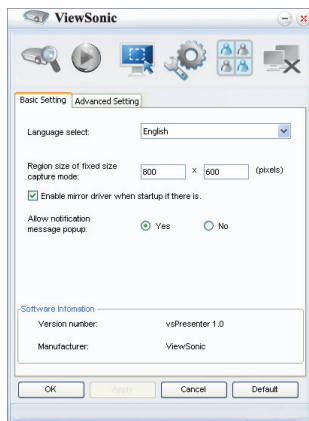 ViewSonic
Basic Setting Advanced Setting
Language select: English
Region size of fixed size
capture mode: 800 x 600 (pixels)
Enable mirror driver when startup if there is.
Allow notification
message popup: Yes No
Software Infomation
Version number: vsPresenter 1.0
Manufacturer: ViewSonic
OK Apply Cancel Default